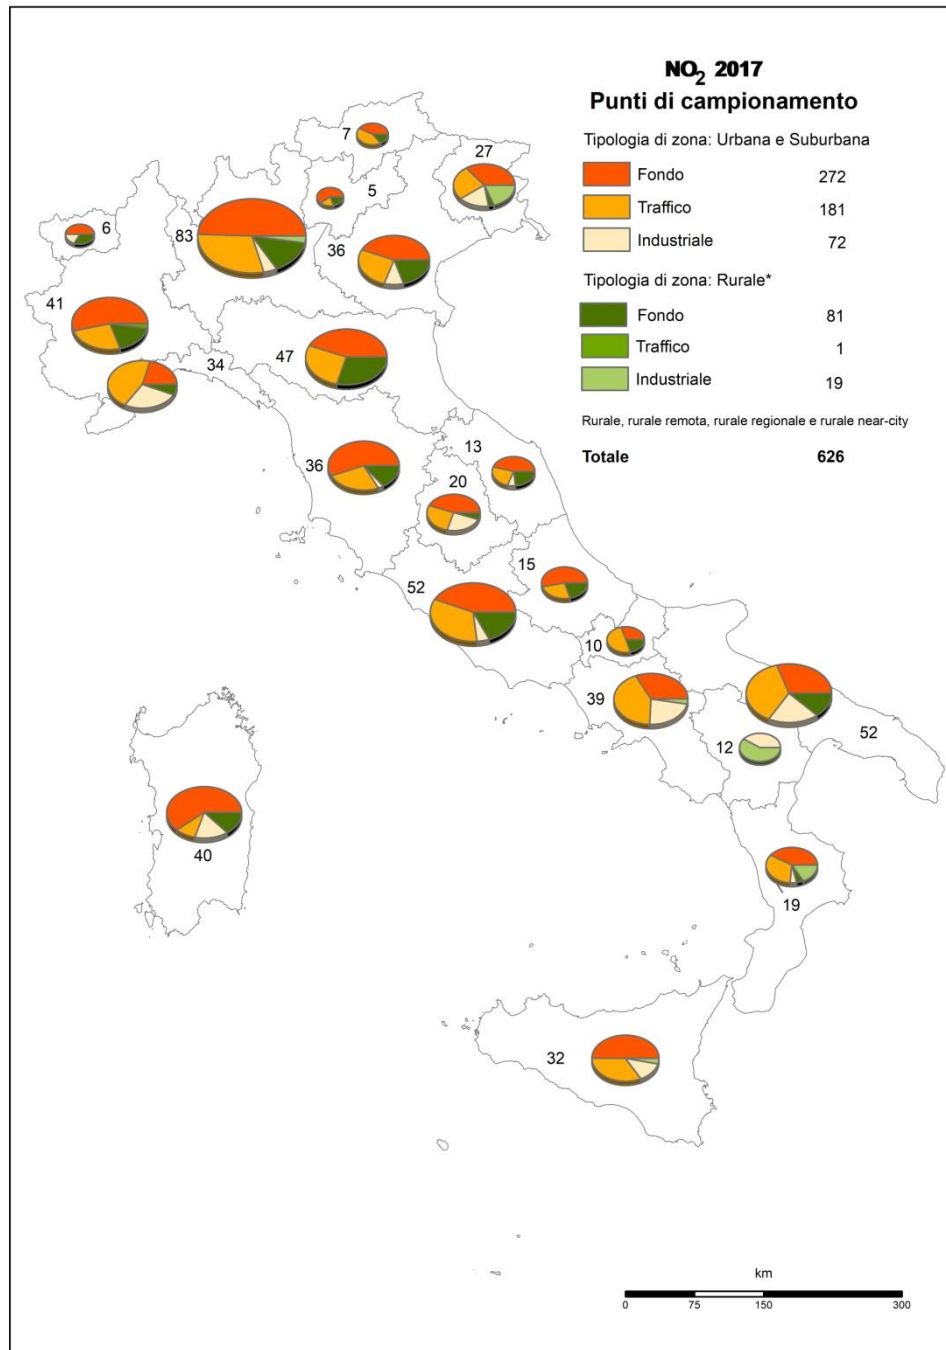 NO2 2017
Punti di campionamento
Tipologia di zona: Urbana e Suburbana
Fondo 272
Traffico 181
Industriale 72
Tipologia di zona: Rurale*
Fondo 81
Traffico 1
Industriale 19
Rurale, rurale remota, rurale regionale e rurale near-city
Totale 626
7
27
5
6
83
36
41
34
47
13
36
20
15
52
10
39
52
12
40
19
32
km
0 75 150 300